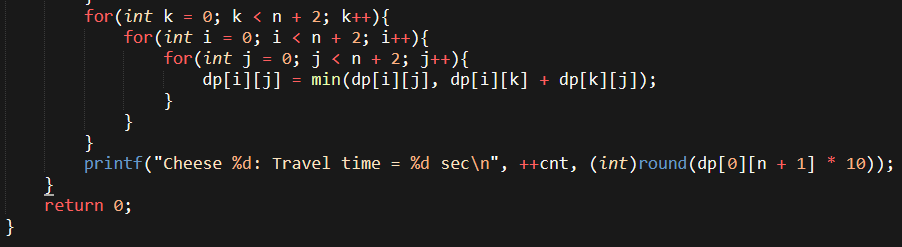 }
for(int k = 0; k < n + 2; k++){
for(int i = 0; i < n + 2; i++){
for(int j = 0; j < n + 2; j++){
dp[i][j] = min(dp[i][j], dp[i][k] + dp[k][j]);
}
}
}
printf("Cheese %d: Travel time = %d sec\n", ++cnt, (int)round(dp[0][n + 1] * 10));
}
return 0;
}